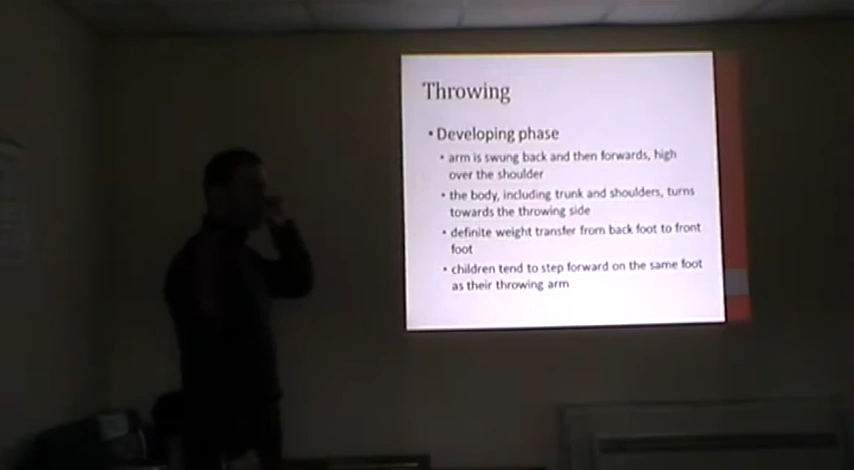 Throwing
• Developing phase
• arm is swung back and then forwards, high
over the shoulder
• the body, including trunk and shoulders, turns
towards the throwing side
• definite weight transfer from back foot to front
foot
• children tend to step forward on the same foot
as their throwing arm